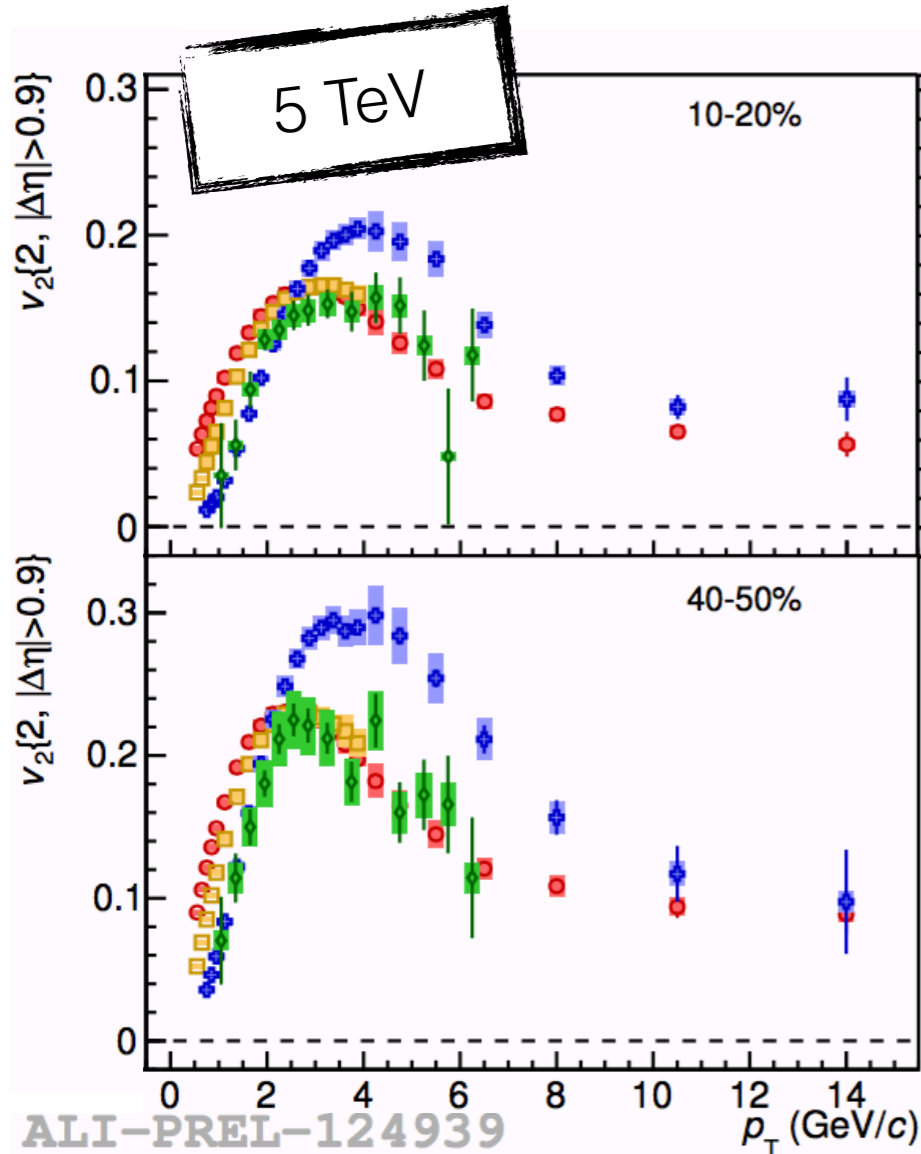 5 TeV
0.3
10-20%
0.2
0.1
0
v₂{2, |Δη|>0.9}
0.3
40-50%
0.2
0.1
0
v₂{2, |Δη|>0.9}
0 2 4 6 8 10 12 14
ALI-PREL-124939
p_T (GeV/c)